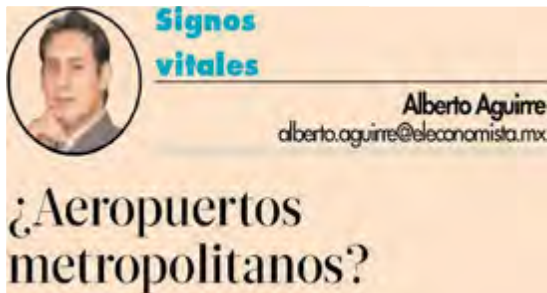 Signos
vitales
Alberto Aguirre
alberto.aguirre@eleconomista.mx
¿Aeropuertos
metropolitanos?